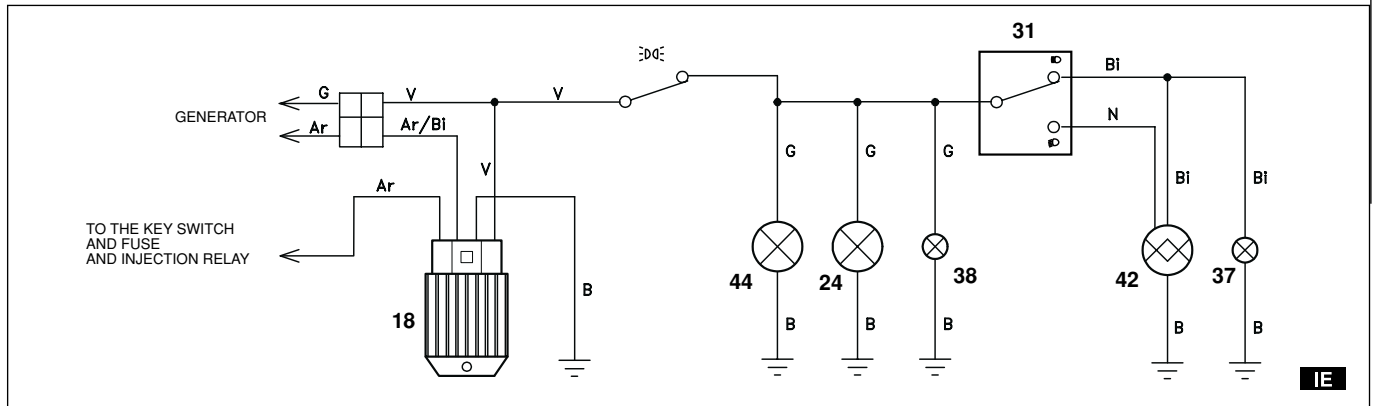 31
Bi
G
V
V
GENERATOR
Ar
Ar/Bi
N
V
G
G
G
Ar
Bi
Bi
TO THE KEY SWITCH
AND FUSE
AND INJECTION RELAY
44
24
38
42
37
B
18
B
B
B
B
B
IE